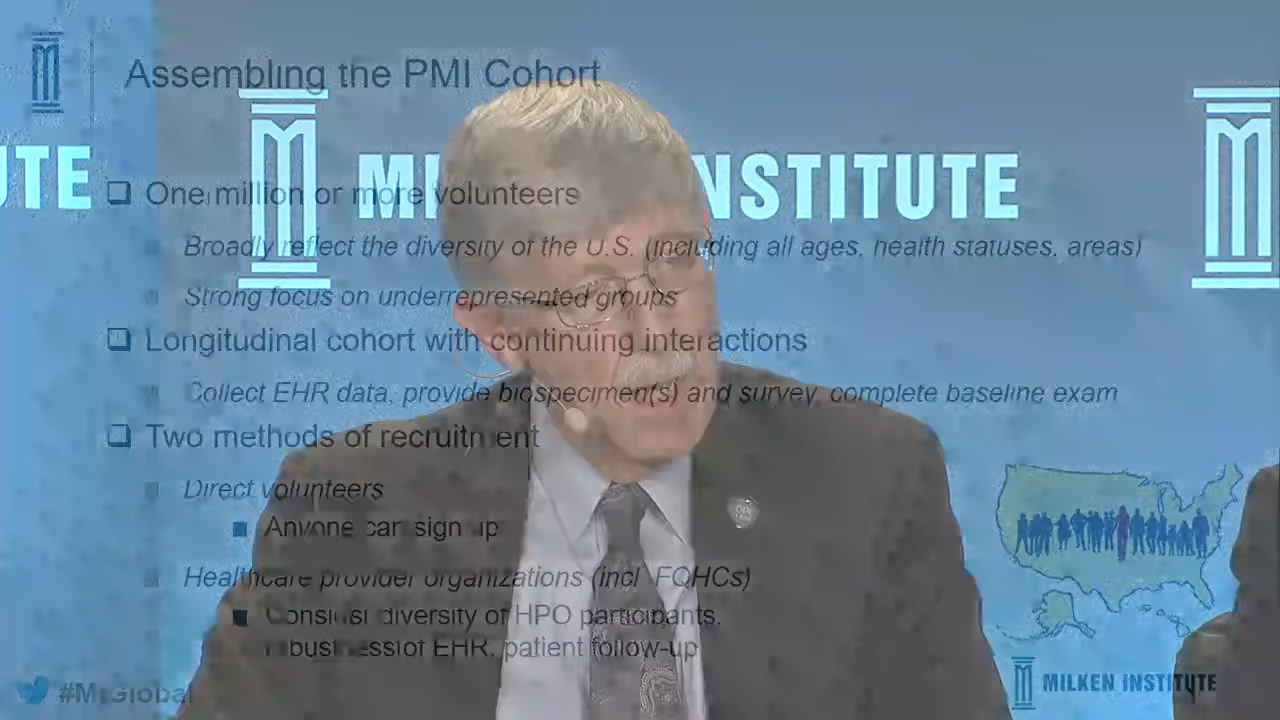 Assembling the PMI Cohort
UTE
MILKEN INSTITUTE
One million or more volunteers
Broadly reflect the diversity of the U.S. (including all ages, health statuses, areas)
Strong focus on underrepresented groups
Longitudinal cohort with continuing interactions
Collect EHR data, provide biospecimen(s) and survey, complete baseline exam
Two methods of recruitment
Direct volunteers
Anyone can sign up
Healthcare provider organizations (incl FQHCs)
diversity of HPO participants,
of EHR, patient follow-up
MILKEN INSTITUTE
#MIGlobal